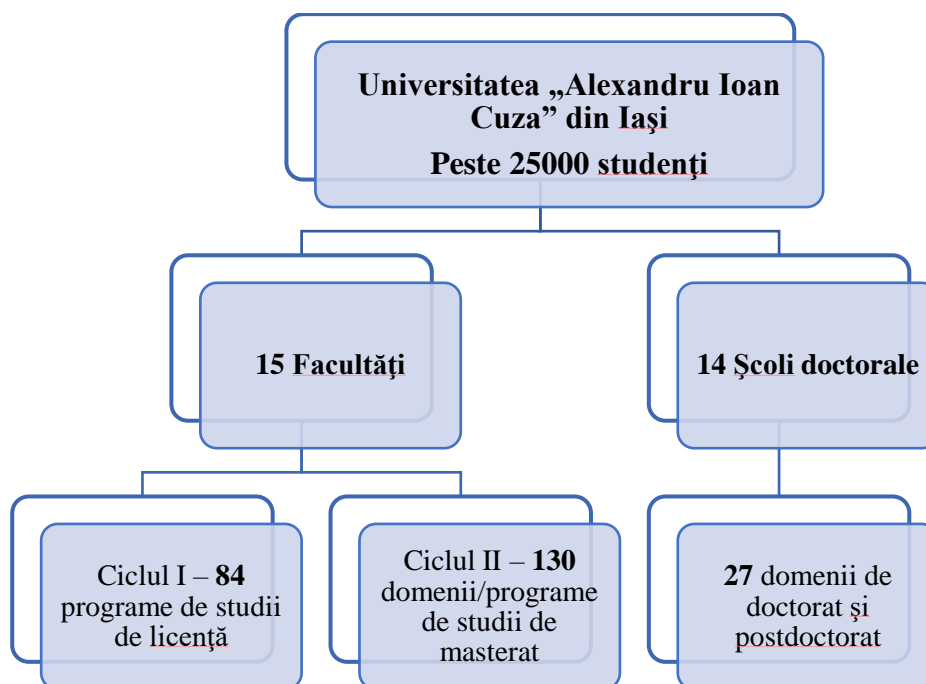 Universitatea „Alexandru Ioan
Cuza” din Iaşi
Peste 25000 studenţi
15 Facultăţi
14 Şcoli doctorale
Ciclul I – 84
programe de studii
de licenţă
Ciclul II – 130
domenii/programe
de studii de
masterat
27 domenii de
doctorat şi
postdoctorat